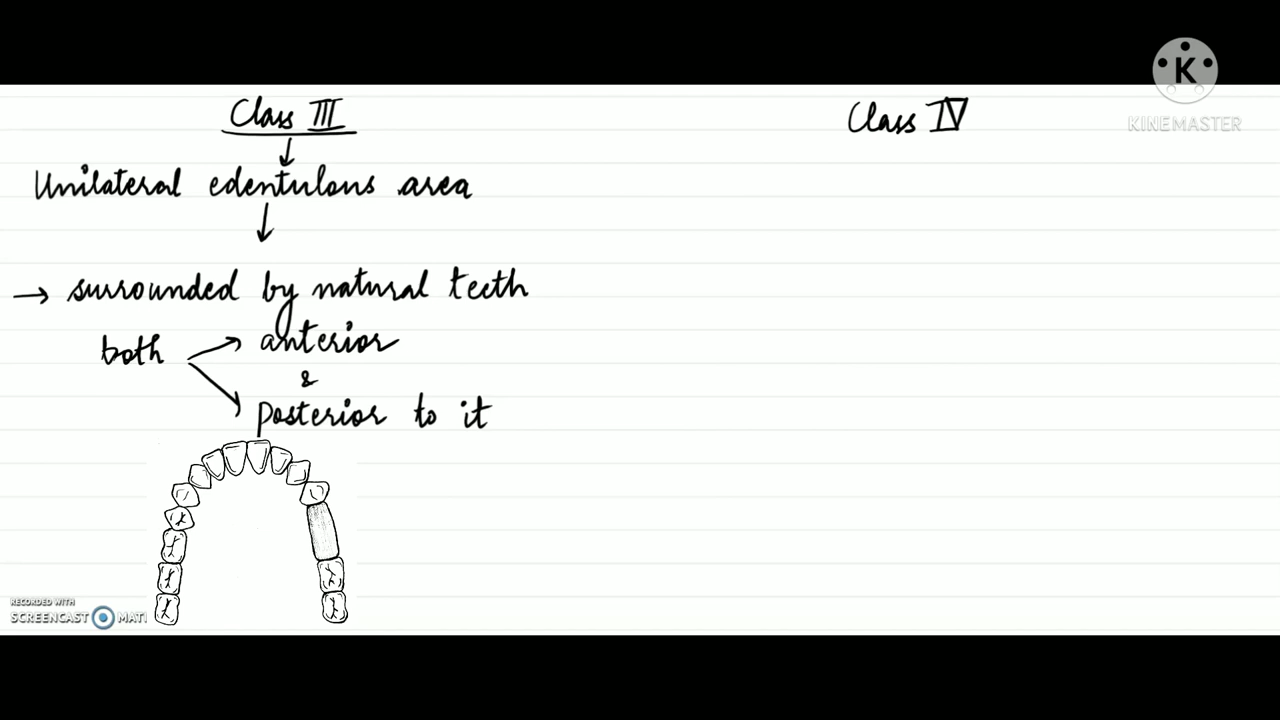 Class III
Class IV
Unilateral edentulous area
→ surrounded by natural teeth
both → anterior
&
posterior to it
K
KINEMASTER
RECORDED WITH
SCREENCAST MATI